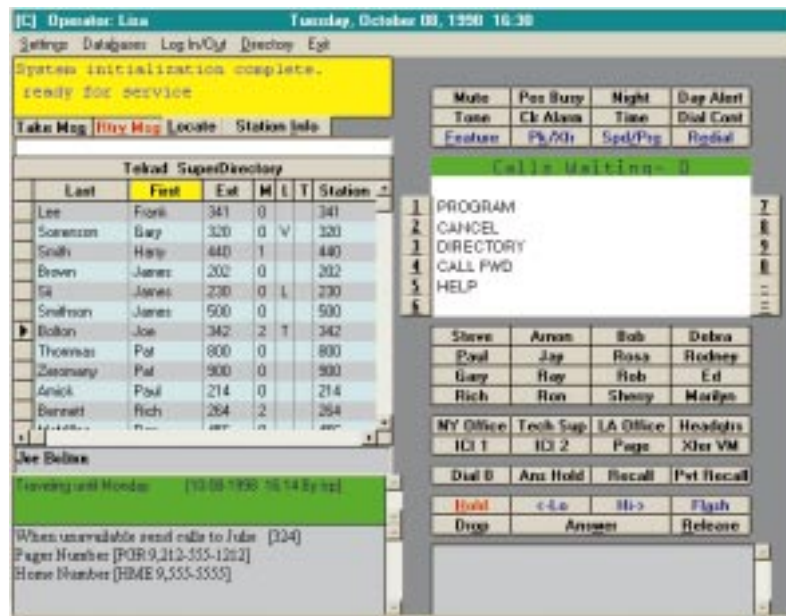 [C] Operator: Lisa Tuesday, October 08, 1998 16:30
Settings Databases Log In/Out Directory Exit
System initialization complete.
ready for service
Take Msg Rtry Msg Locate Station Info
Telrad SuperDirectory
Last First Ext M L T Station
Lee Frank 341 0 341
Sorenson Gary 320 0 V 320
Smith Harry 440 1 440
Brown James 202 0 202
Sii James 230 0 L 230
Smithson James 500 0 500
Bolton Joe 342 2 T 342
Thommas Pat 800 0 800
Pat 900 0 900
Amick Paul 214 0 214
Bennett Rich 264 2 264
Joe Bolton
Traveling until Monday [10-08-1998 16:14 By
When unavailable send calls to Julie [324]
Pager Number [POR 9,212-555-1212]
Home Number [HME 9,555-5555]
Mute Pos Busy Night Day Alert
Tone Clr Alarm Time Dial Cont
Feature Pk/Xfr Spd/Prg Redial
Calls Waiting- 0
1 PROGRAM 7
2 CANCEL 8
3 DIRECTORY 9
4 CALL FWD 0
5 HELP
6
Steve Arnon Bob Debra
Paul Jay Rosa Rodney
Gary Ray Rob Ed
Rich Ron Sherry Marilyn
NY Office Tech Sup LA Office Headqtrs
ICI 1 ICI 2 Page Xfer VM
Dial 0 Ans Hold Recall Pvt Recall
Hold <-Lo Hi-> Flash
Drop Answer Release